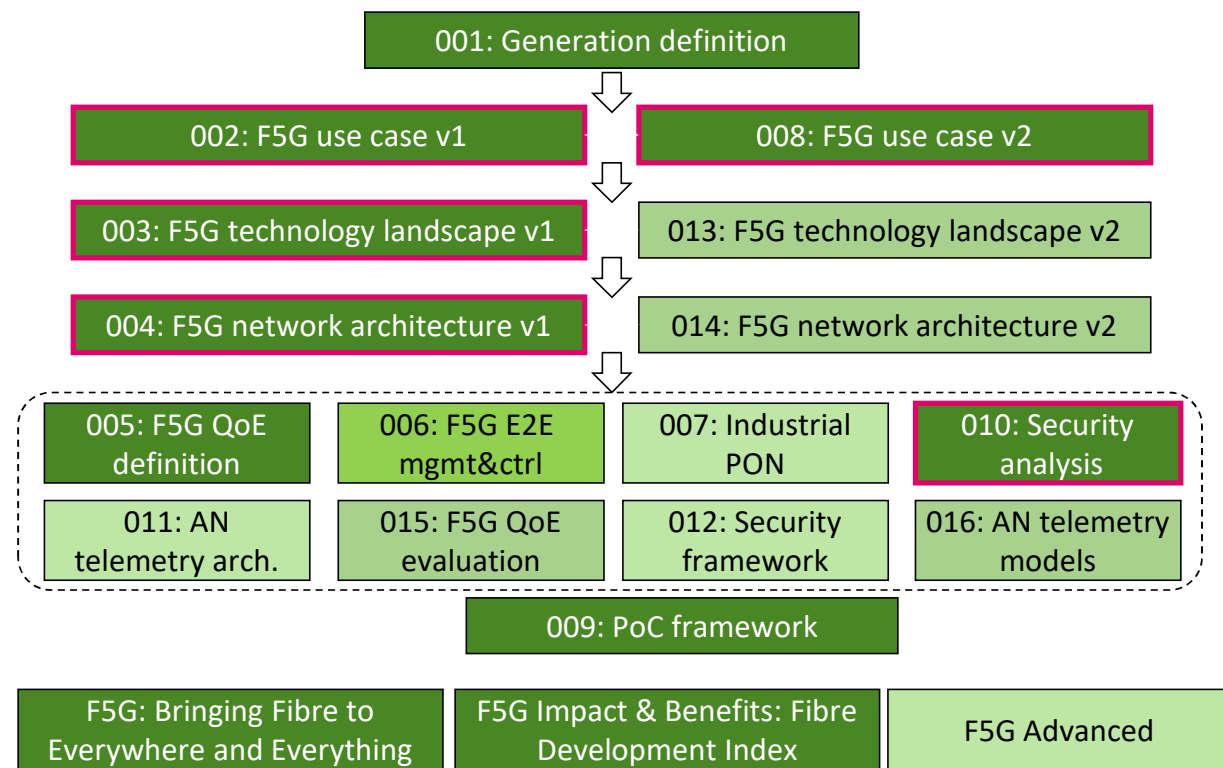 001: Generation definition
002: F5G use case v1
008: F5G use case v2
003: F5G technology landscape v1
013: F5G technology landscape v2
004: F5G network architecture v1
014: F5G network architecture v2
005: F5G QoE
definition
006: F5G E2E
mgmt&ctrl
007: Industrial
PON
010: Security
analysis
011: AN
telemetry arch.
015: F5G QoE
evaluation
012: Security
framework
016: AN telemetry
models
009: PoC framework
F5G: Bringing Fibre to
Everywhere and Everything
F5G Impact & Benefits: Fibre
Development Index
F5G Advanced